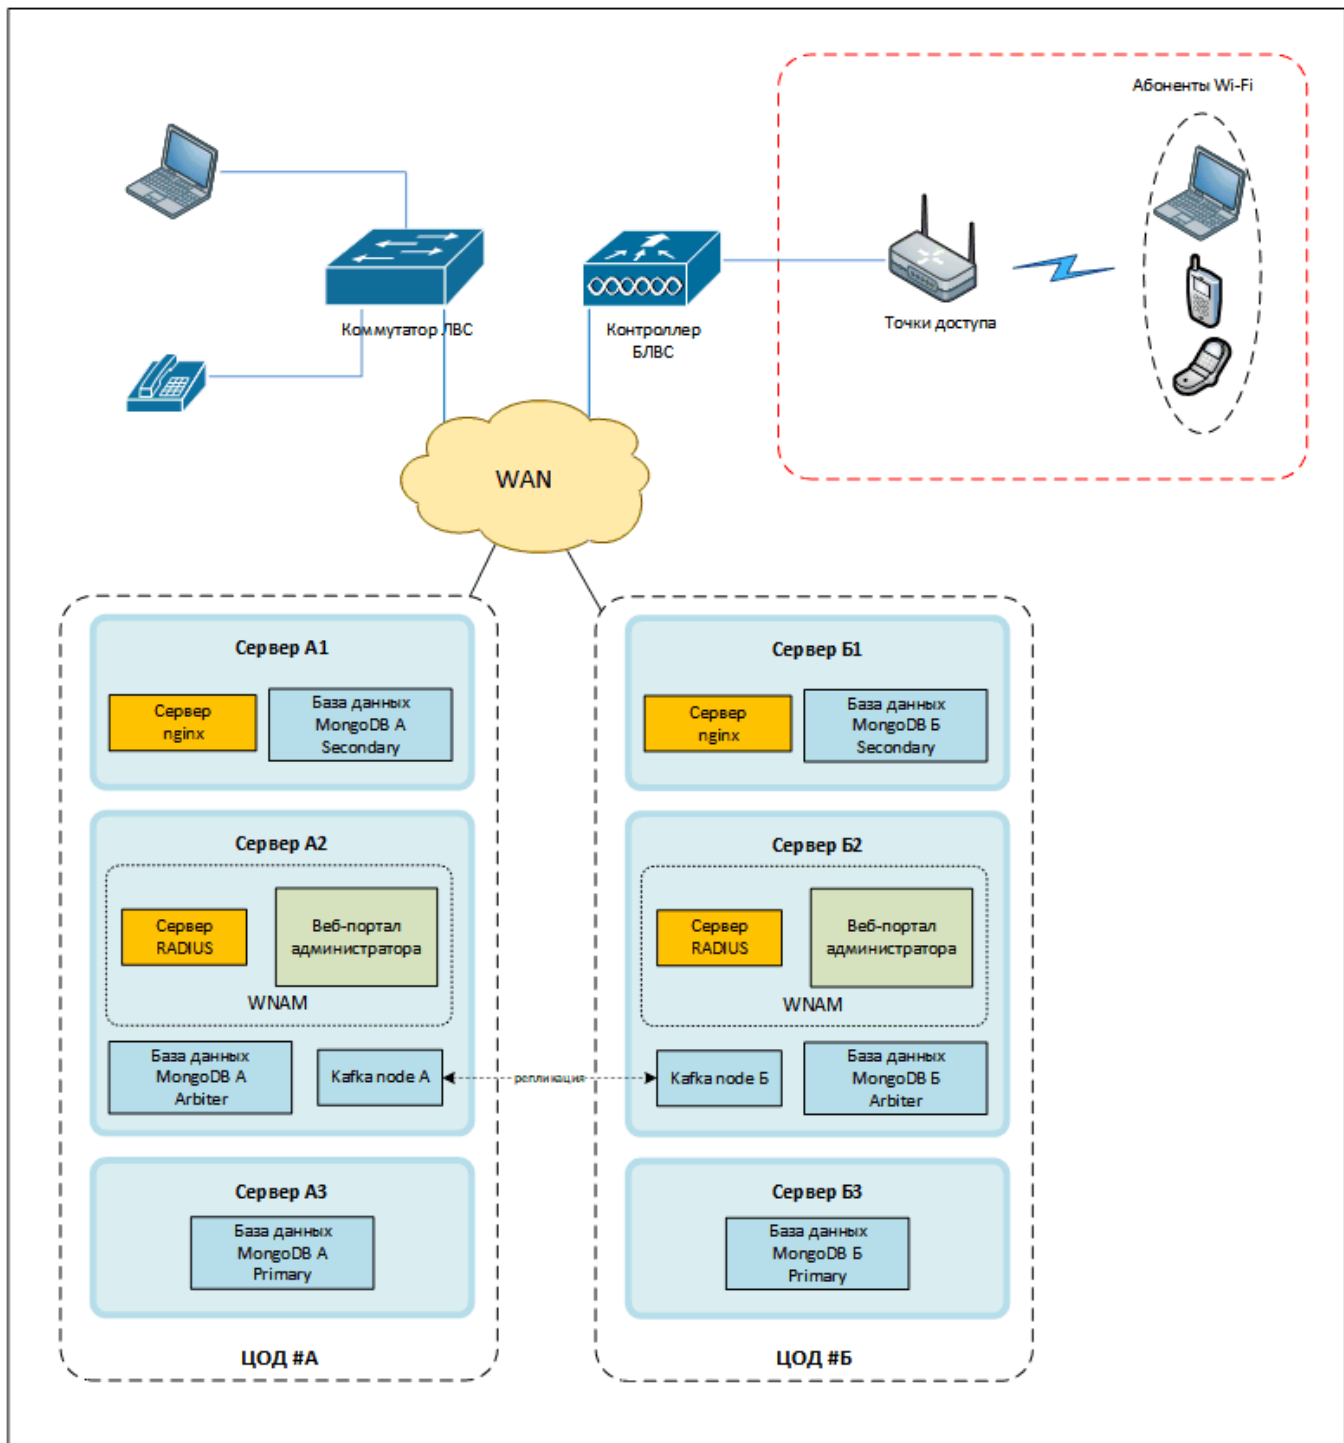 Абоненты Wi-Fi
Коммутатор ЛВС
Контроллер
БЛВС
Точки доступа
WAN
Сервер А1
Сервер
nginx
База данных
MongoDB А
Secondary
Сервер Б1
Сервер
nginx
База данных
MongoDB Б
Secondary
Сервер А2
Сервер
RADIUS
Веб-портал
администратора
WNAM
База данных
MongoDB А
Arbiter
Kafka node А
репликация
Сервер Б2
Сервер
RADIUS
Веб-портал
администратора
WNAM
Kafka node Б
База данных
MongoDB Б
Arbiter
Сервер А3
База данных
MongoDB А
Primary
Сервер Б3
База данных
MongoDB Б
Primary
ЦОД #А
ЦОД #Б